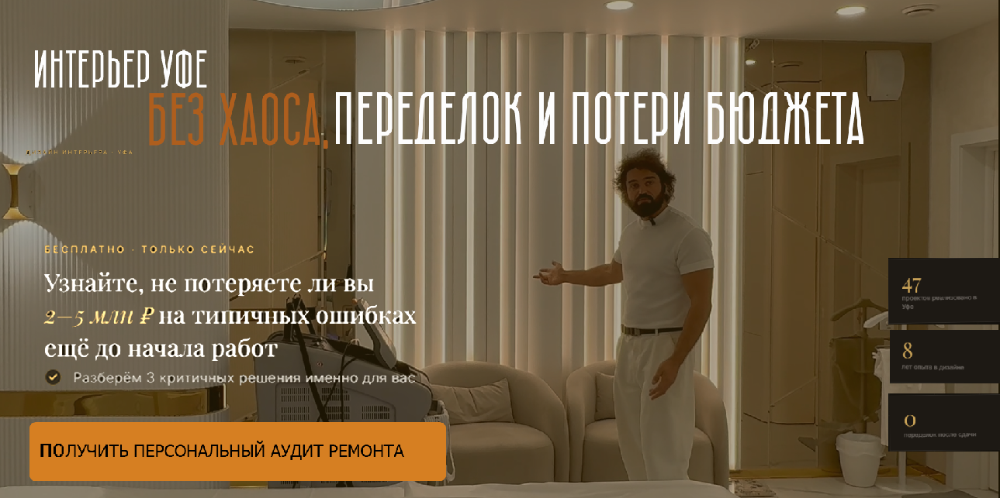 ИНТЕРЬЕР УФЕ
БЕЗ ХАОСА, ПЕРЕДЕЛОК И ПОТЕРИ БЮДЖЕТА
ДИЗАЙН ИНТЕРЬЕРА · УФА
БЕСПЛАТНО · ТОЛЬКО СЕЙЧАС
Узнайте, не потеряете ли вы
2—5 млн ₽ на типичных ошибках
ещё до начала работ
Разберём 3 критичных решения именно для вас
ПОЛУЧИТЬ ПЕРСОНАЛЬНЫЙ АУДИТ РЕМОНТА
47
проектов реализовано в
Уфе
8
лет опыта в дизайне
0
переделок после сдачи